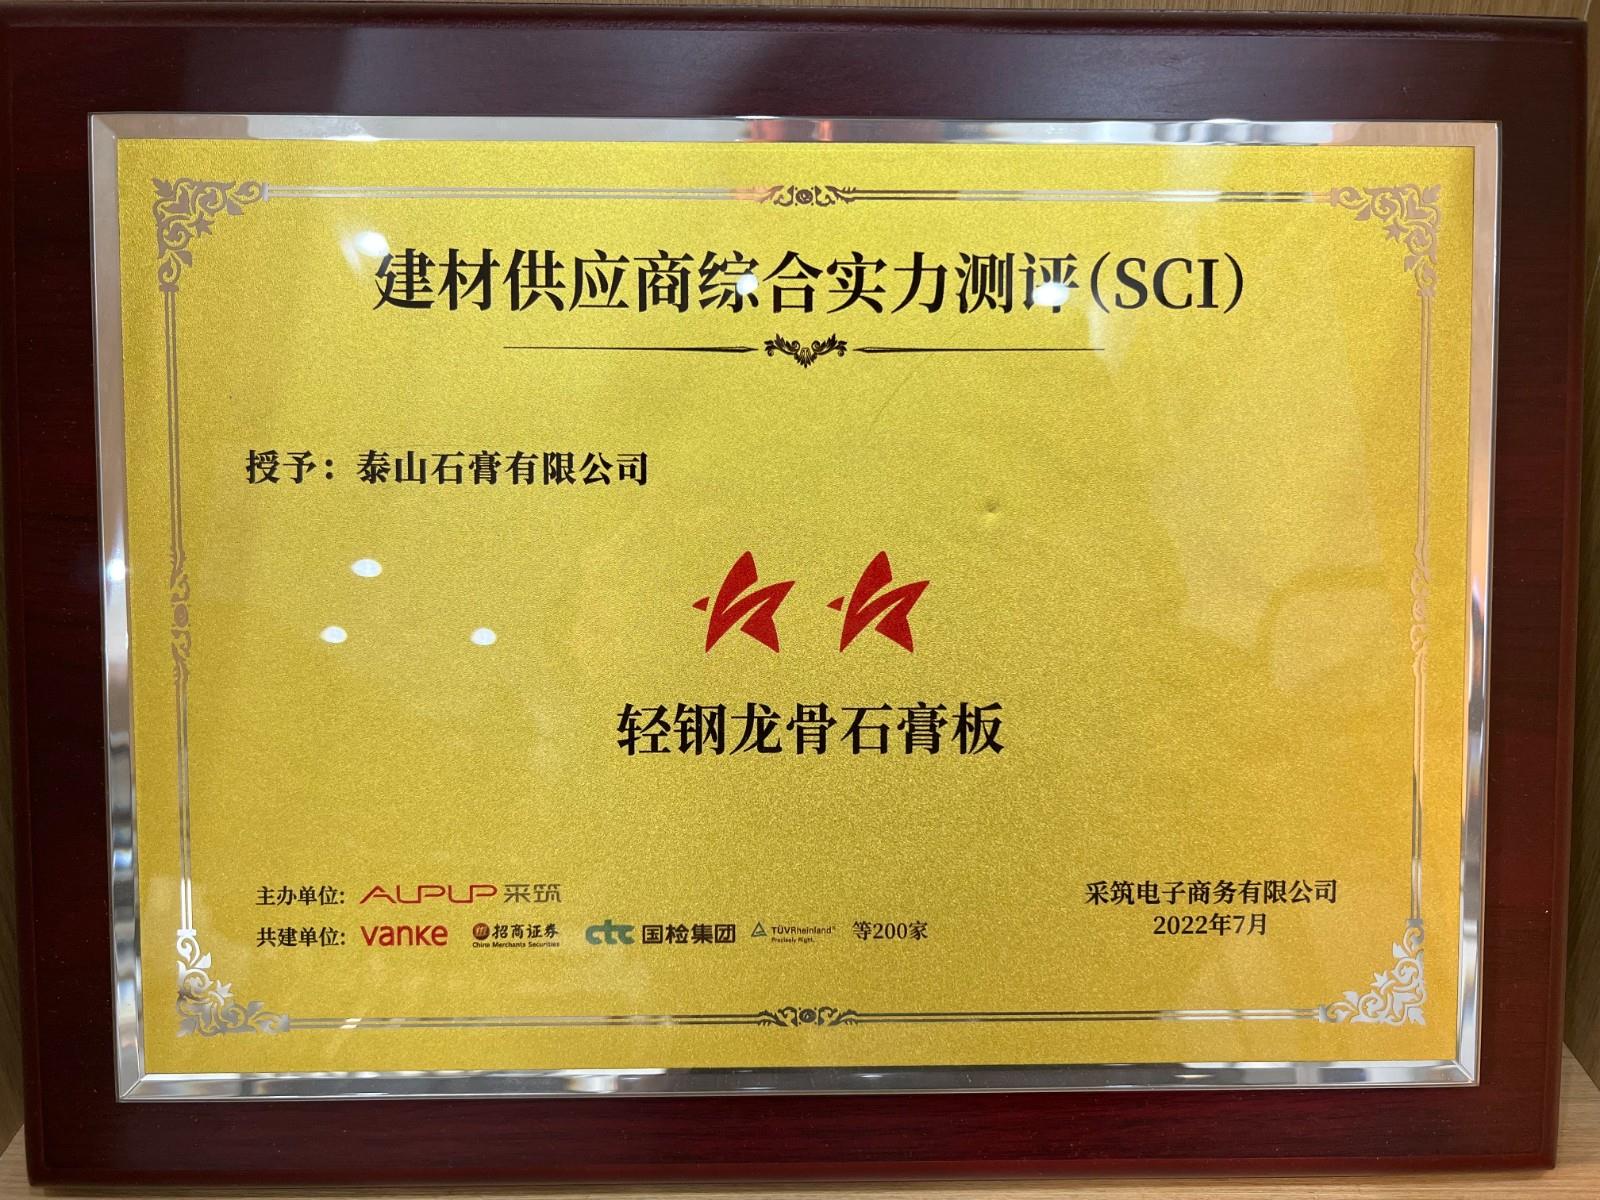 建材供应商综合实力测评(SCI)
授予：泰山石膏有限公司
轻钢龙骨石膏板
主办单位: AUPUP 采筑
共建单位: vanke 招商证券 China Merchants Securities ctc 国检集团 TÜVRheinland® Precisely Right. 等200家
采筑电子商务有限公司
2022年7月